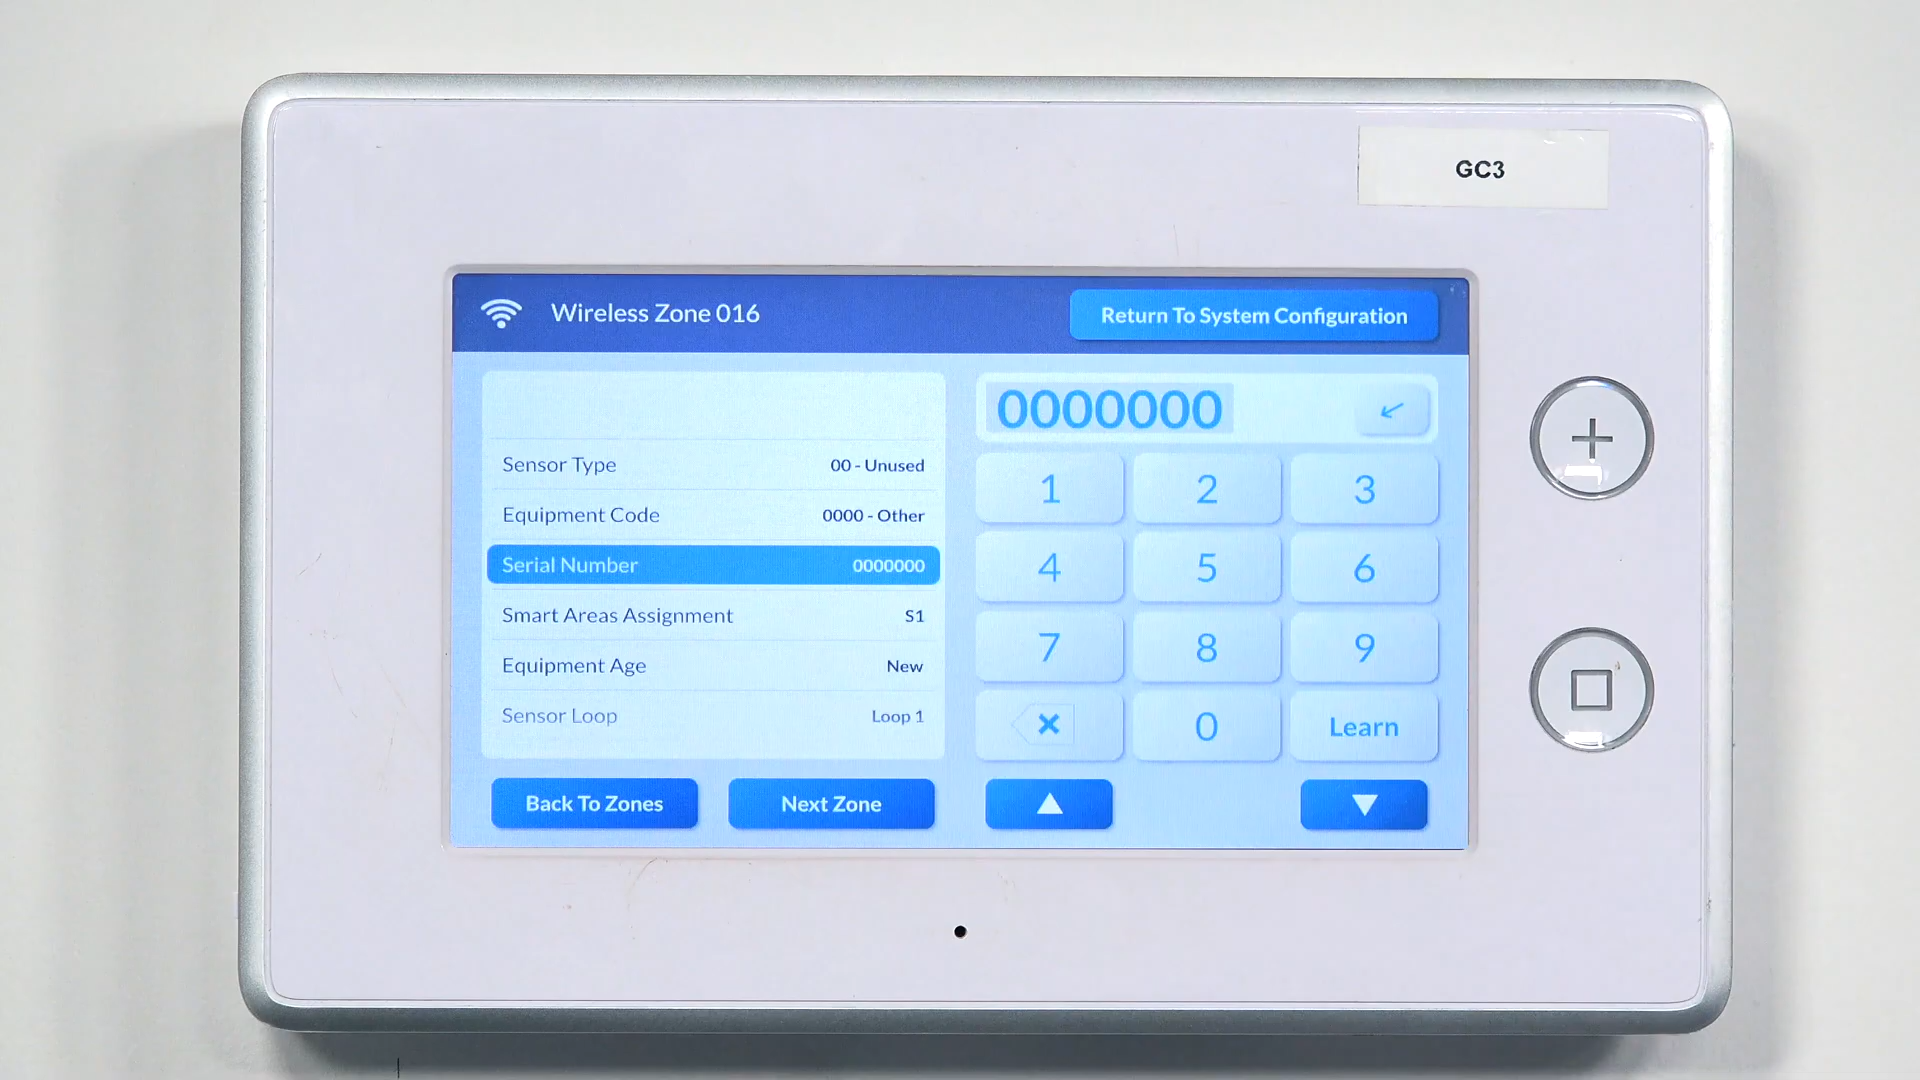 GC3
Wireless Zone 016
Return To System Configuration
Sensor Type 00 - Unused
Equipment Code 0000 - Other
Serial Number 0000000
Smart Areas Assignment S1
Equipment Age New
Sensor Loop Loop 1
Back To Zones
Next Zone
0000000
1 2 3
4 5 6
7 8 9
0 Learn